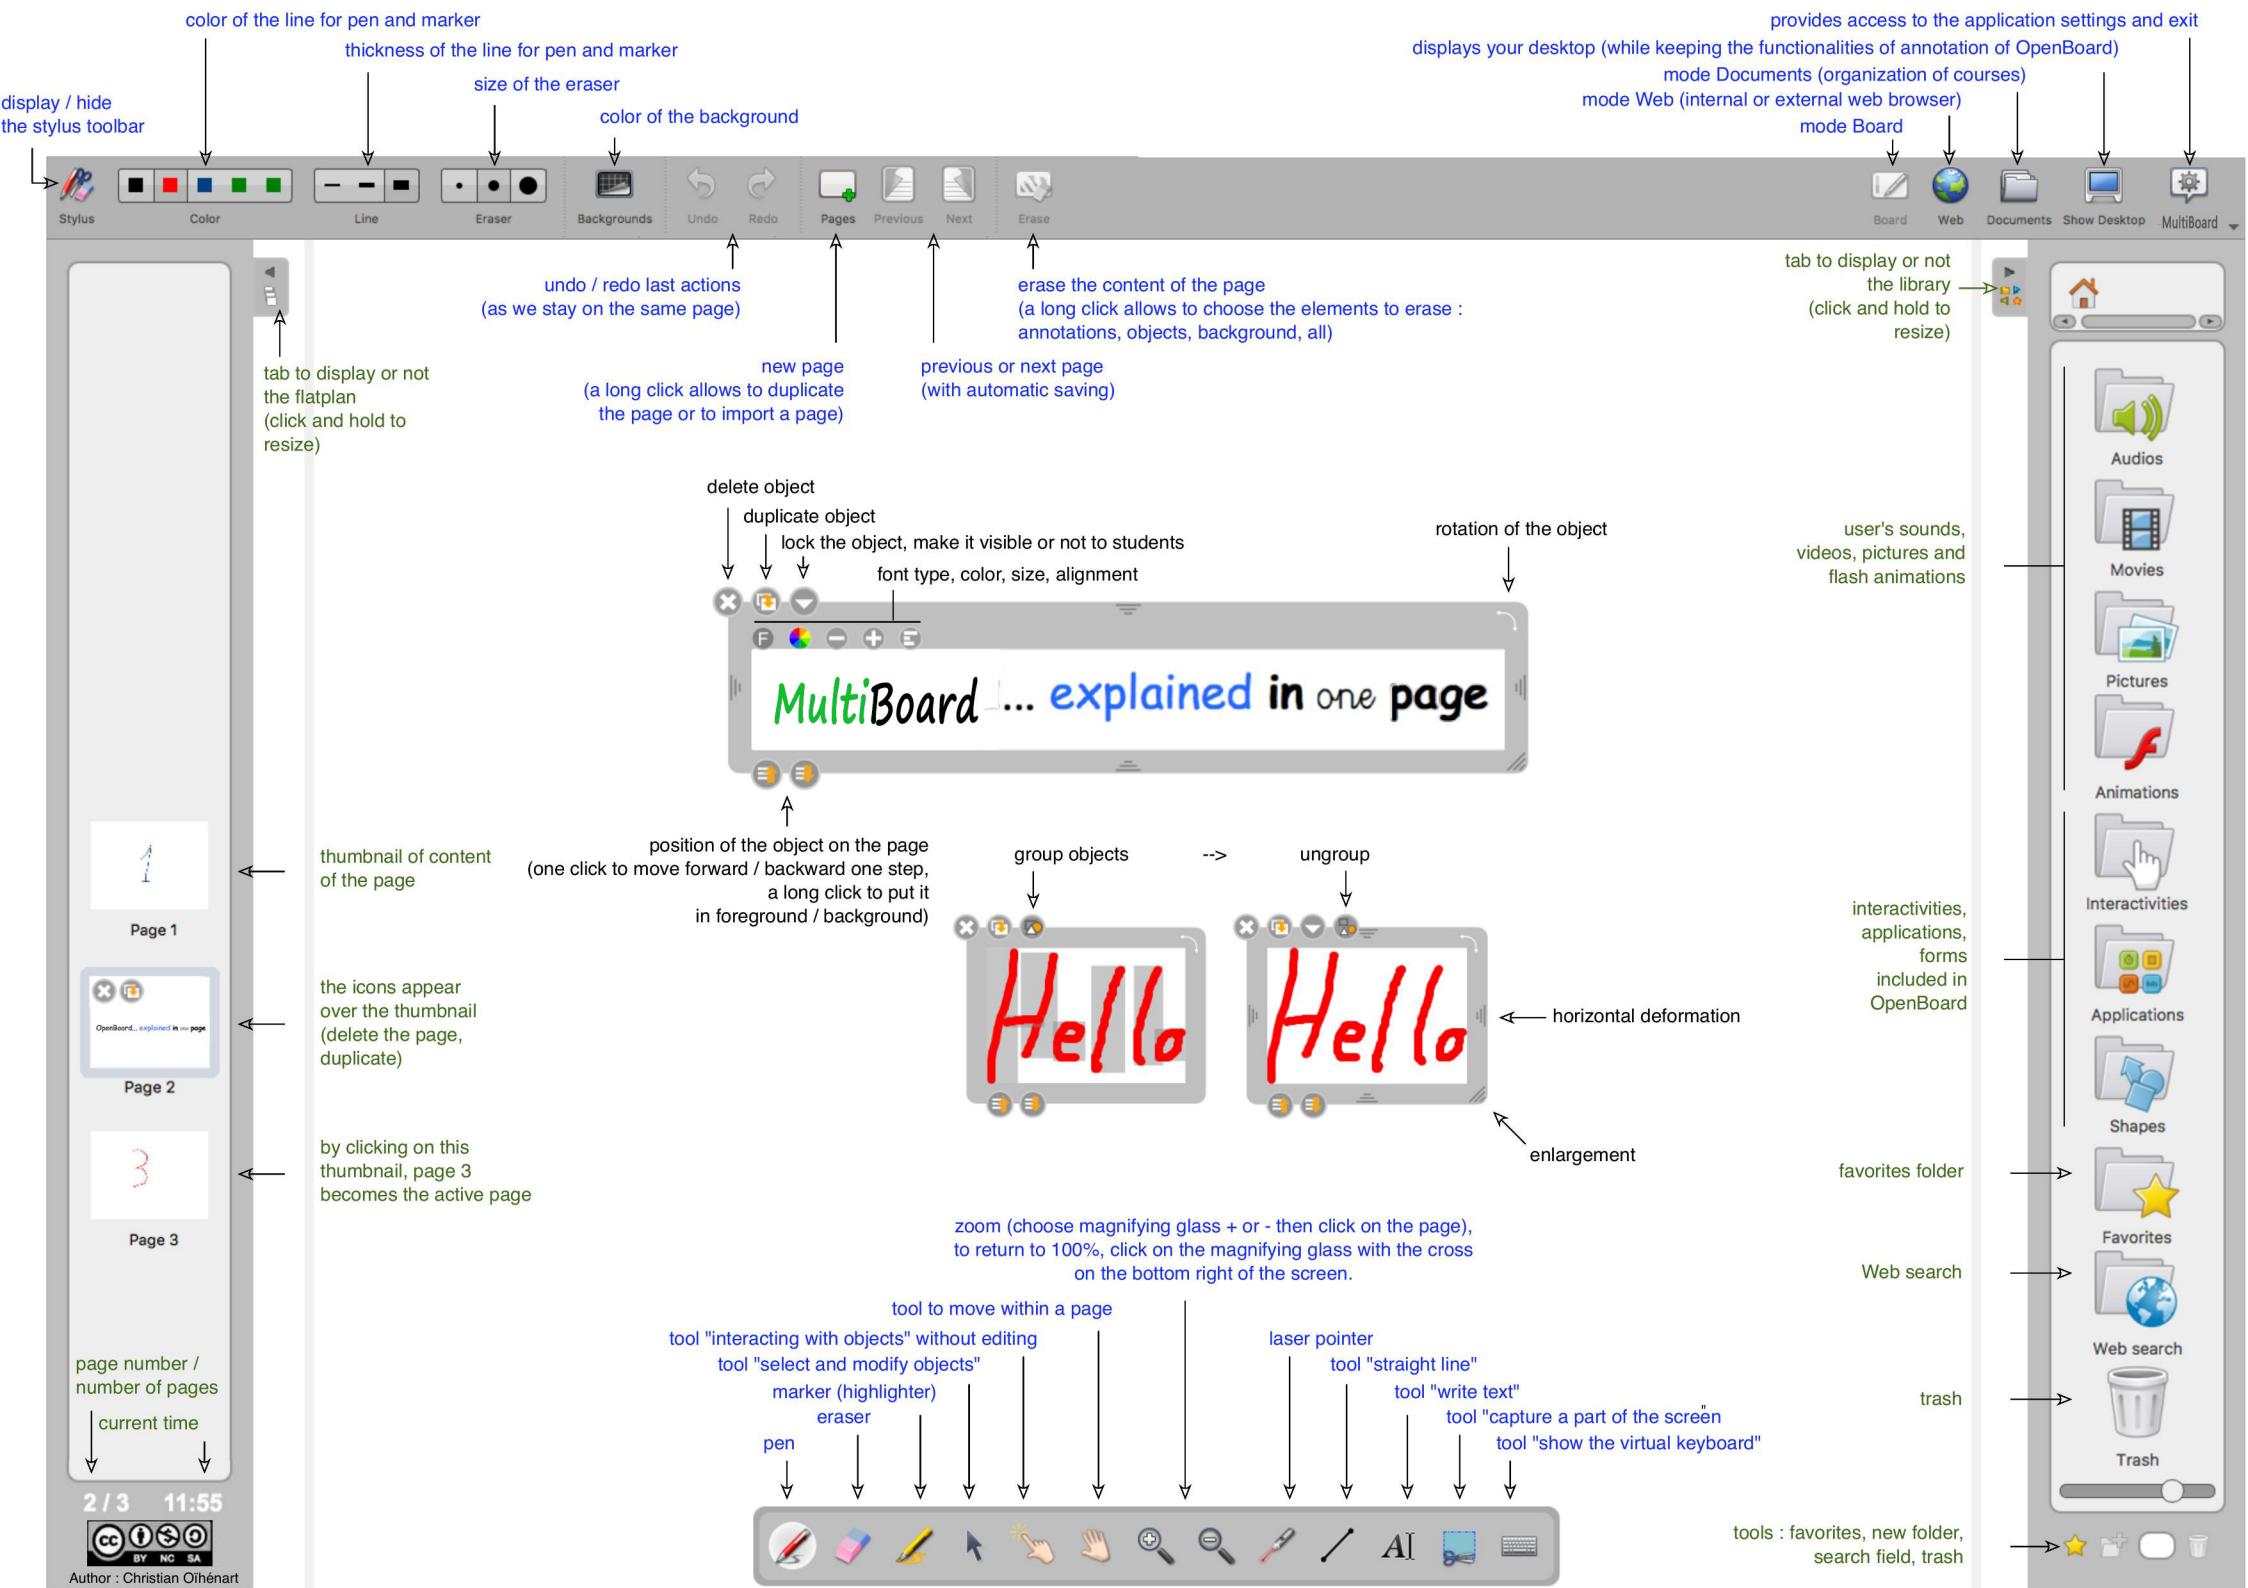 color of the line for pen and marker
thickness of the line for pen and marker
size of the eraser
color of the background
display / hide
the stylus toolbar
provides access to the application settings and exit
displays your desktop (while keeping the functionalities of annotation of OpenBoard)
mode Documents (organization of courses)
mode Web (internal or external web browser)
mode Board
Stylus
Color
Line
Eraser
Backgrounds
Undo
Redo
Pages
Previous
Next
Erase
Board
Web
Documents
Show Desktop
MultiBoard
undo / redo last actions
(as we stay on the same page)
erase the content of the page
(a long click allows to choose the elements to erase :
annotations, objects, background, all)
new page
(a long click allows to duplicate
the page or to import a page)
previous or next page
(with automatic saving)
tab to display or not
the flatplan
(click and hold to
resize)
tab to display or not
the library
(click and hold to
resize)
delete object
duplicate object
lock the object, make it visible or not to students
font type, color, size, alignment
rotation of the object
F
MultiBoard ... explained in one page
position of the object on the page
(one click to move forward / backward one step,
a long click to put it
in foreground / background)
group objects
-->
ungroup
Hello
Hello
horizontal deformation
enlargement
1
Page 1
thumbnail of content
of the page
OpenBoard... explained in one page
Page 2
the icons appear
over the thumbnail
(delete the page,
duplicate)
3
Page 3
by clicking on this
thumbnail, page 3
becomes the active page
page number /
number of pages
current time
2 / 3
11:55
cc
BY NC SA
Author : Christian Oïhénart
zoom (choose magnifying glass + or - then click on the page),
to return to 100%, click on the magnifying glass with the cross
on the bottom right of the screen.
tool to move within a page
tool "interacting with objects" without editing
tool "select and modify objects"
marker (highlighter)
eraser
pen
laser pointer
tool "straight line"
tool "write text"
tool "capture a part of the screen"
tool "show the virtual keyboard"
AI
user's sounds,
videos, pictures and
flash animations
Audios
Movies
Pictures
Animations
interactivities,
applications,
forms
included in
OpenBoard
Interactivities
Applications
Shapes
favorites folder
Favorites
Web search
Web search
trash
Trash
tools : favorites, new folder,
search field, trash